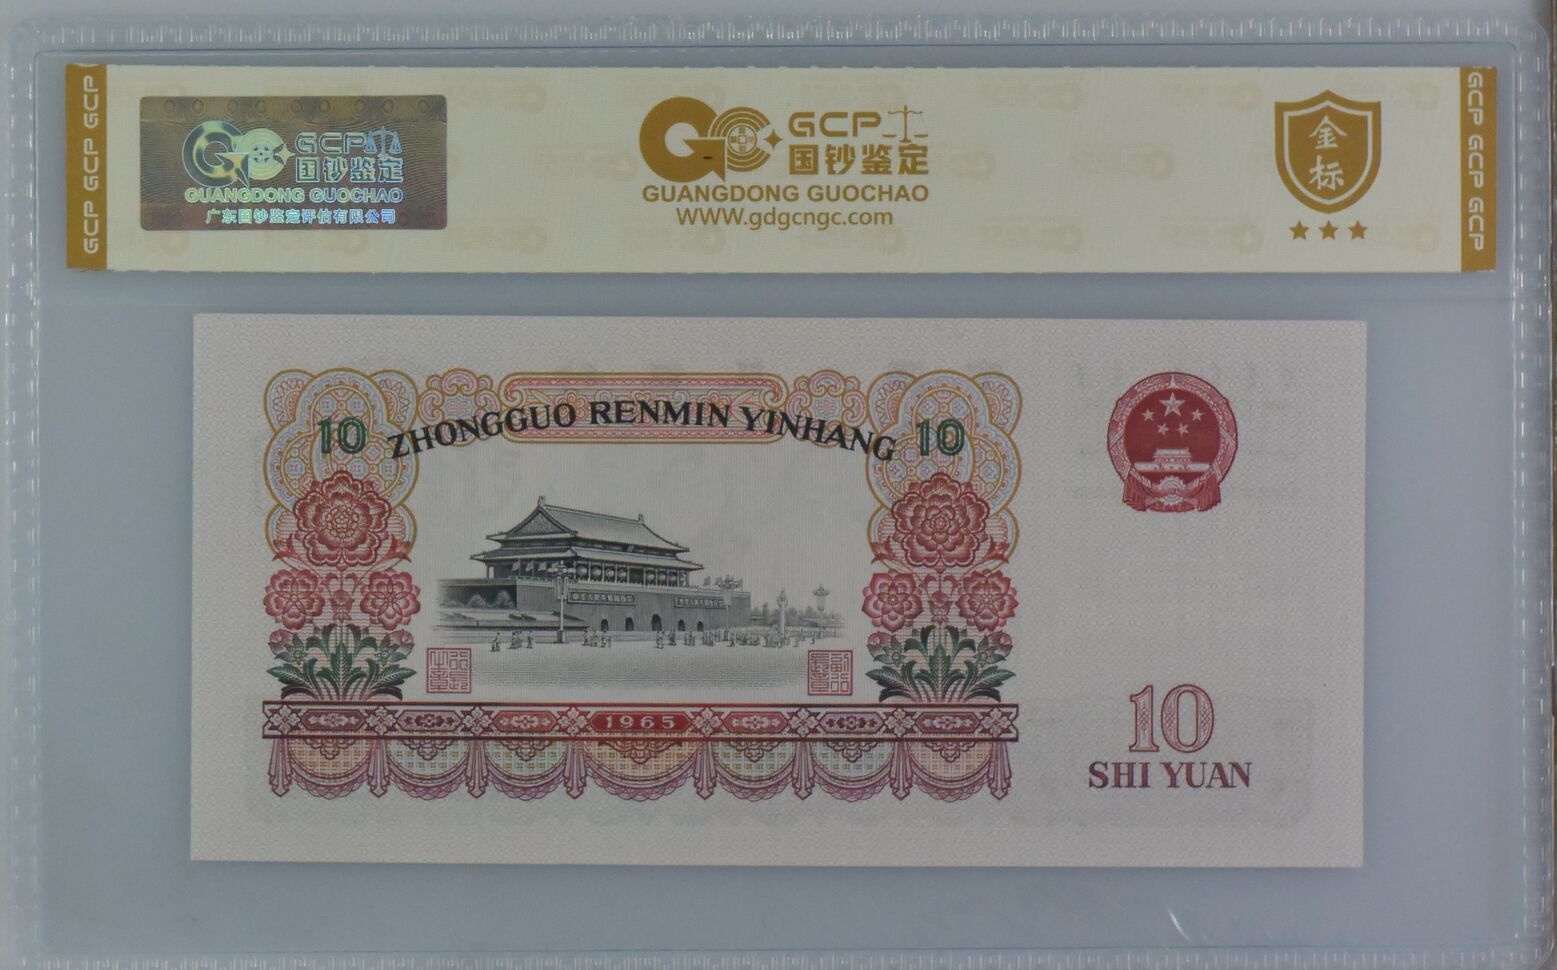 GCP GCP GCP
GCP
国钞鉴定
GUANGDONG GUOCHAO
广东国钞鉴定评估有限公司
GCP
国钞鉴定
GUANGDONG GUOCHAO
WWW.gdgcngc.com
金标
GCP GCP GCP
10 ZHONGGUO RENMIN YINHANG 10
1965
10
SHI YUAN